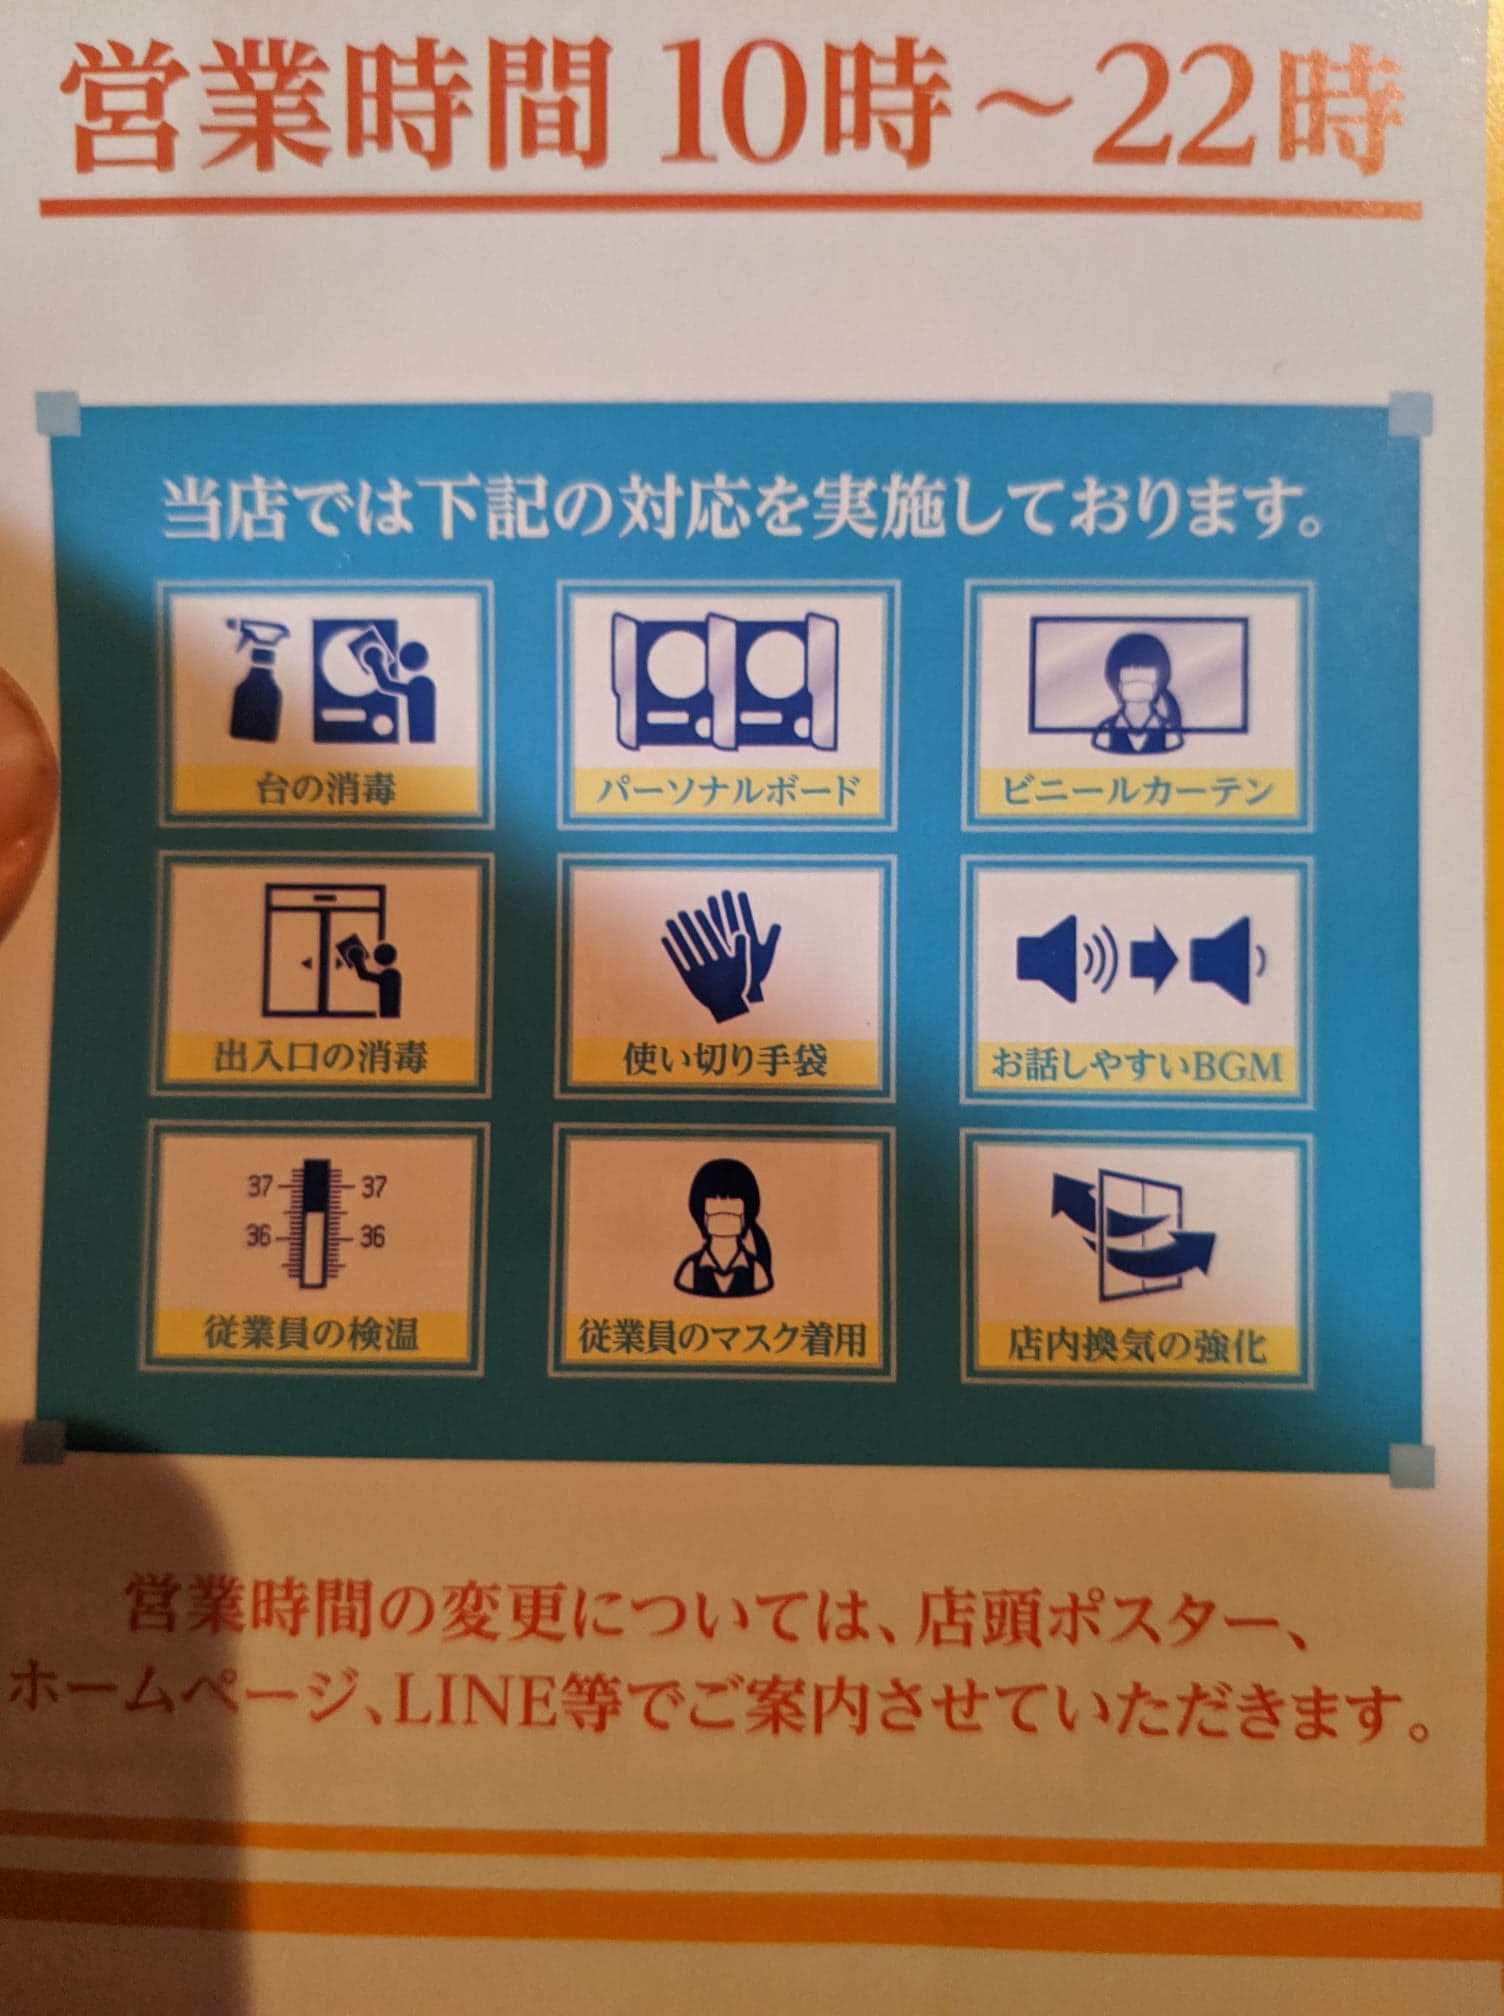 営業時間 10時～22時
当店では下記の対応を実施しております。
台の消毒
パーソナルボード
ビニールカーテン
出入口の消毒
使い切り手袋
お話しやすいBGM
37 37
36 36
従業員の検温
従業員のマスク着用
店内換気の強化
営業時間の変更については、店頭ポスター、
ホームページ、LINE等でご案内させていただきます。